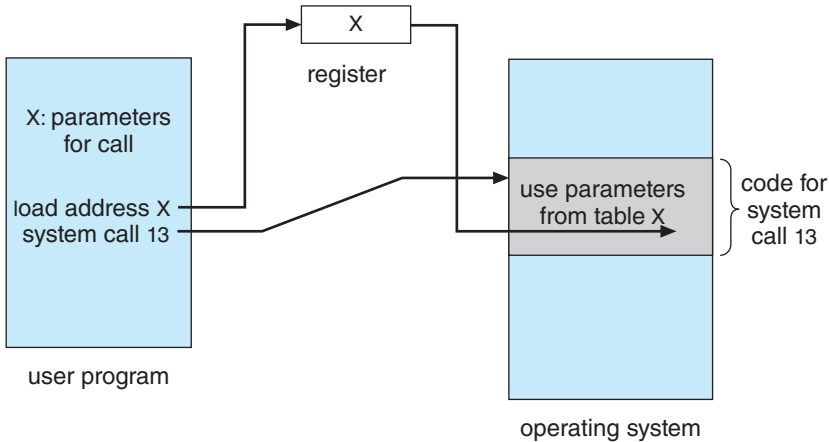 X
register
X: parameters
for call
load address X
system call 13
user program
use parameters
from table X
code for
system
call 13
operating system